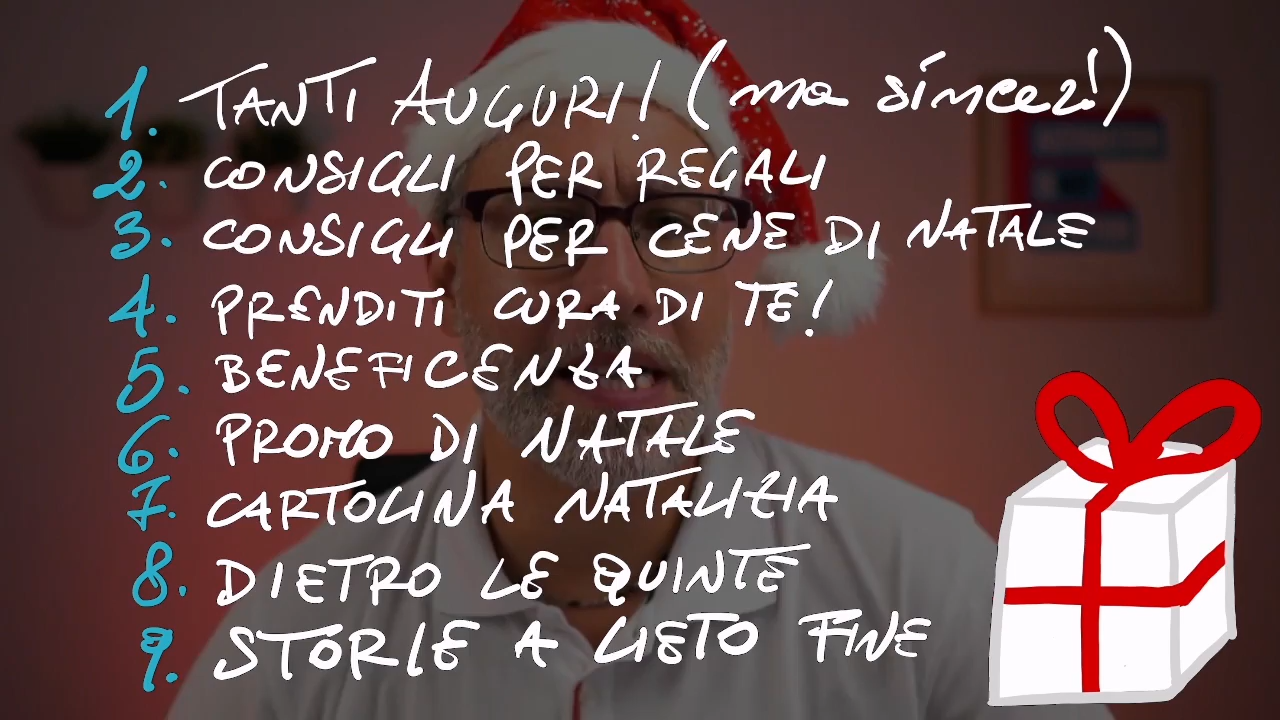 1. TANTI AUGURI! (ma sinceri!)
2. CONSIGLI PER REGALI
3. CONSIGLI PER CENE DI NATALE
4. PRENDITI CURA DI TE!
5. BENEFICENZA
6. PROMO DI NATALE
7. CARTOLINA NATALIZIA
8. DIETRO LE QUINTE
9. STORIE A LIETO FINE